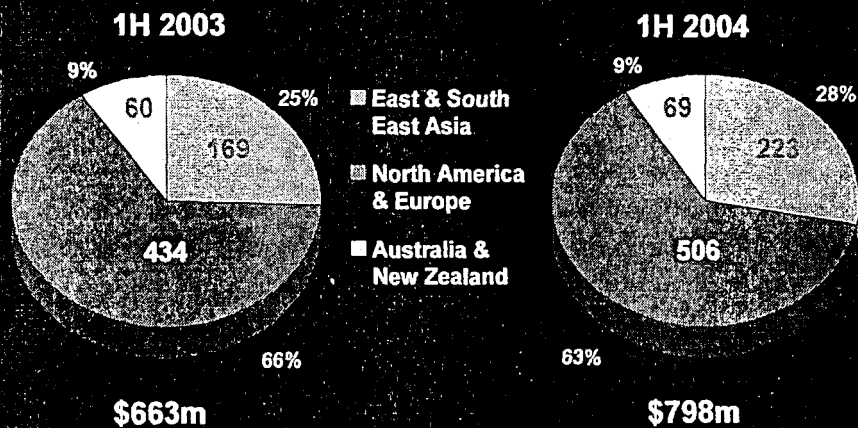 1H 2003
9%
60
25%
169
434
66%
$663m
East & South
East Asia
North America
& Europe
Australia &
New Zealand
1H 2004
9%
69
28%
223
506
63%
$798m